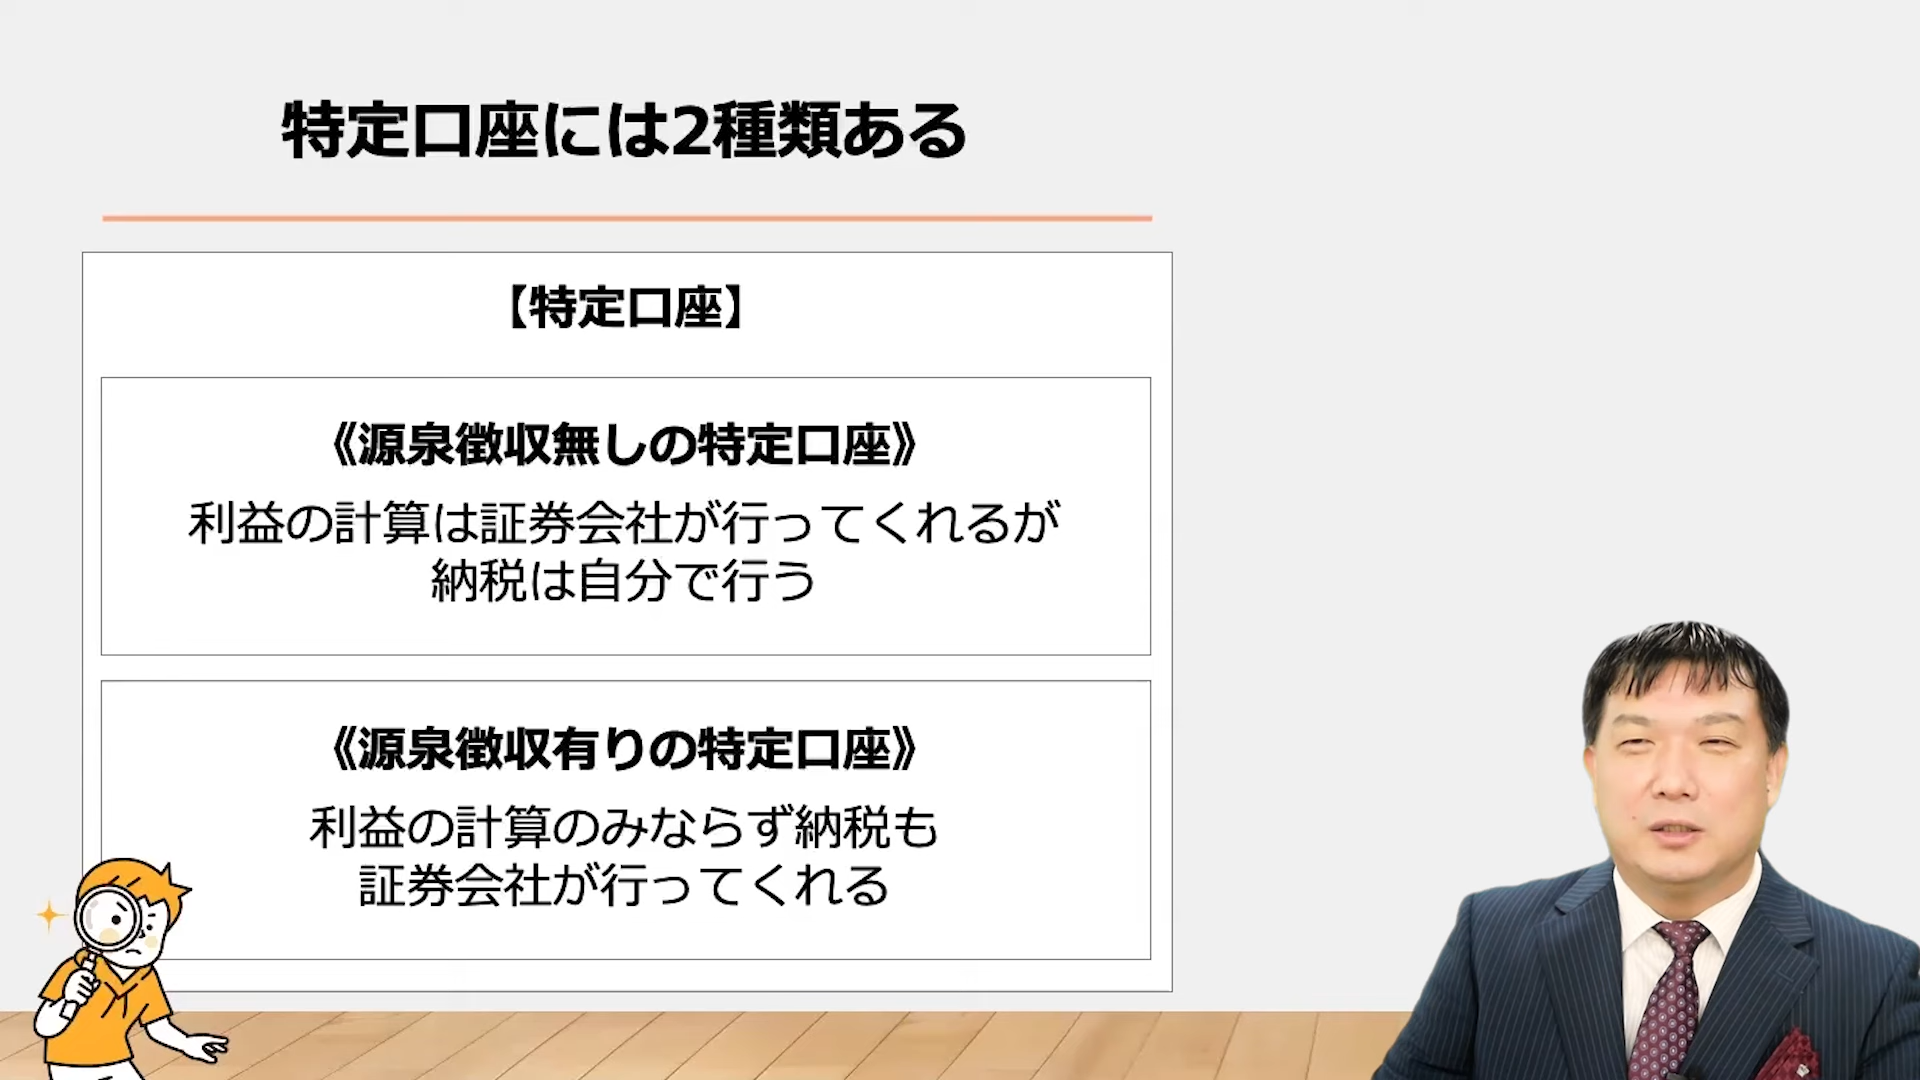 特定口座には2種類ある
【特定口座】
《源泉徴収無しの特定口座》
利益の計算は証券会社が行ってくれるが
納税は自分で行う
《源泉徴収有りの特定口座》
利益の計算のみならず納税も
証券会社が行ってくれる